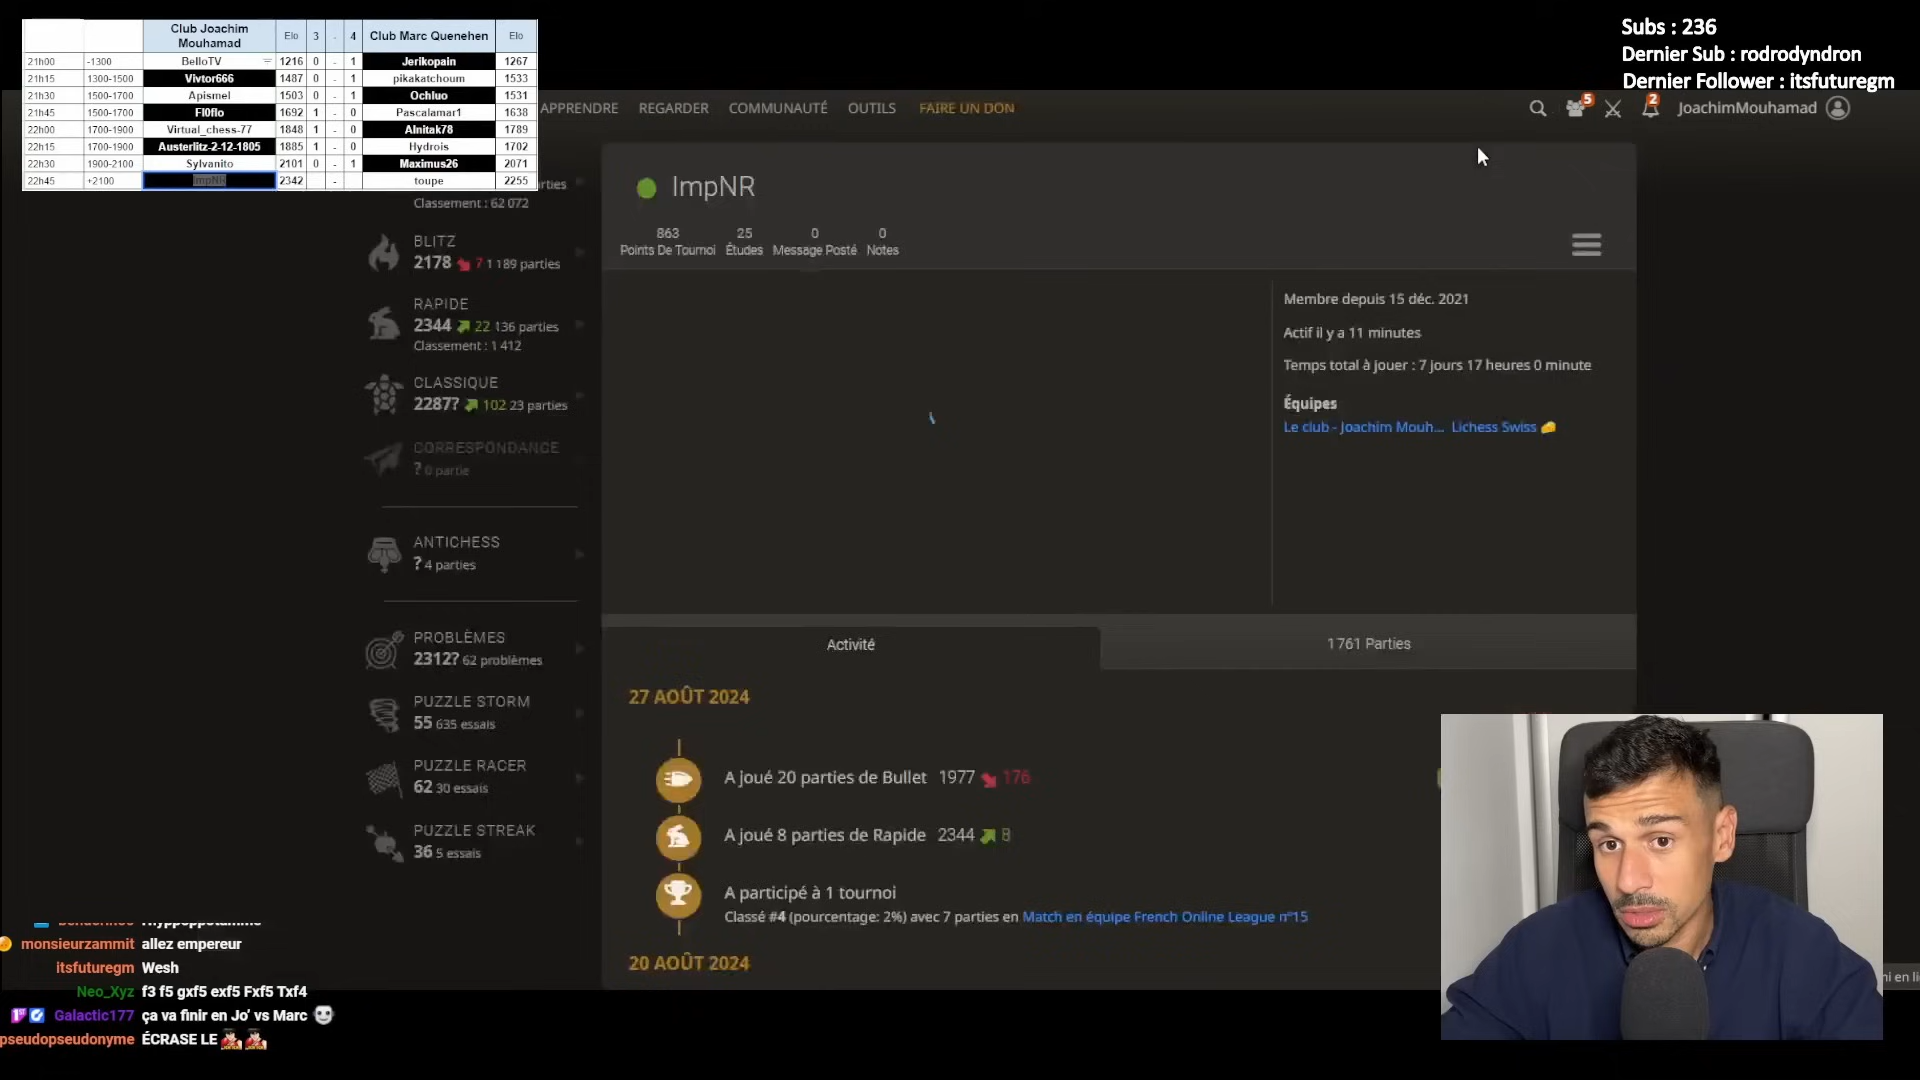 Club Joachim Mouhamad Elo 3 - 4 Club Marc Quenehen Elo
21h00 -1300 BelloTV 1216 0 - 1 Jerikopain 1267
21h15 1300-1500 Vivtor666 1487 0 - 1 pikakatchoum 1533
21h30 1500-1700 Apismel 1503 0 - 1 Ochluo 1531
21h45 1500-1700 Fl0flo 1692 1 - 0 Pascalamar1 1638
22h00 1700-1900 Virtual_chess-77 1848 1 - 0 Alnitak78 1789
22h15 1700-1900 Austerlitz-2-12-1805 1885 1 - 0 Hydrois 1702
22h30 1900-2100 Sylvanito 2101 0 - 1 Maximus26 2071
22h45 +2100 ImpNR 2342 - toupe 2255
Subs : 236
Dernier Sub : rodrodyndron
Dernier Follower : itsfuturegm
APPRENDRE REGARDER COMMUNAUTÉ OUTILS FAIRE UN DON 5 2 JoachimMouhamad
Classement : 62 072
BLITZ
2178 7 1 189 parties
RAPIDE
2344 22 136 parties
Classement : 1 412
CLASSIQUE
2287? 102 23 parties
CORRESPONDANCE
? 0 partie
ANTICHESS
? 4 parties
PROBLÈMES
2312? 62 problèmes
PUZZLE STORM
55 635 essais
PUZZLE RACER
62 30 essais
PUZZLE STREAK
36 5 essais
ImpNR
863 25 0 0
Points De Tournoi Études Message Posté Notes
Membre depuis 15 déc. 2021
Actif il y a 11 minutes
Temps total à jouer : 7 jours 17 heures 0 minute
Équipes
Le club - Joachim Mouh... Lichess Swiss
Activité 1 761 Parties
27 AOÛT 2024
A joué 20 parties de Bullet 1977 176
A joué 8 parties de Rapide 2344 8
A participé à 1 tournoi
Classé #4 (pourcentage: 2%) avec 7 parties en Match en équipe French Online League n°15
20 AOÛT 2024
monsieurzammit allez empereur
itsfuturegm Wesh
Neo_Xyz f3 f5 gxf5 exf5 Fxf5 Txf4
Galactic177 ça va finir en Jo' vs Marc
pseudopseudonyme ÉCRASE LE